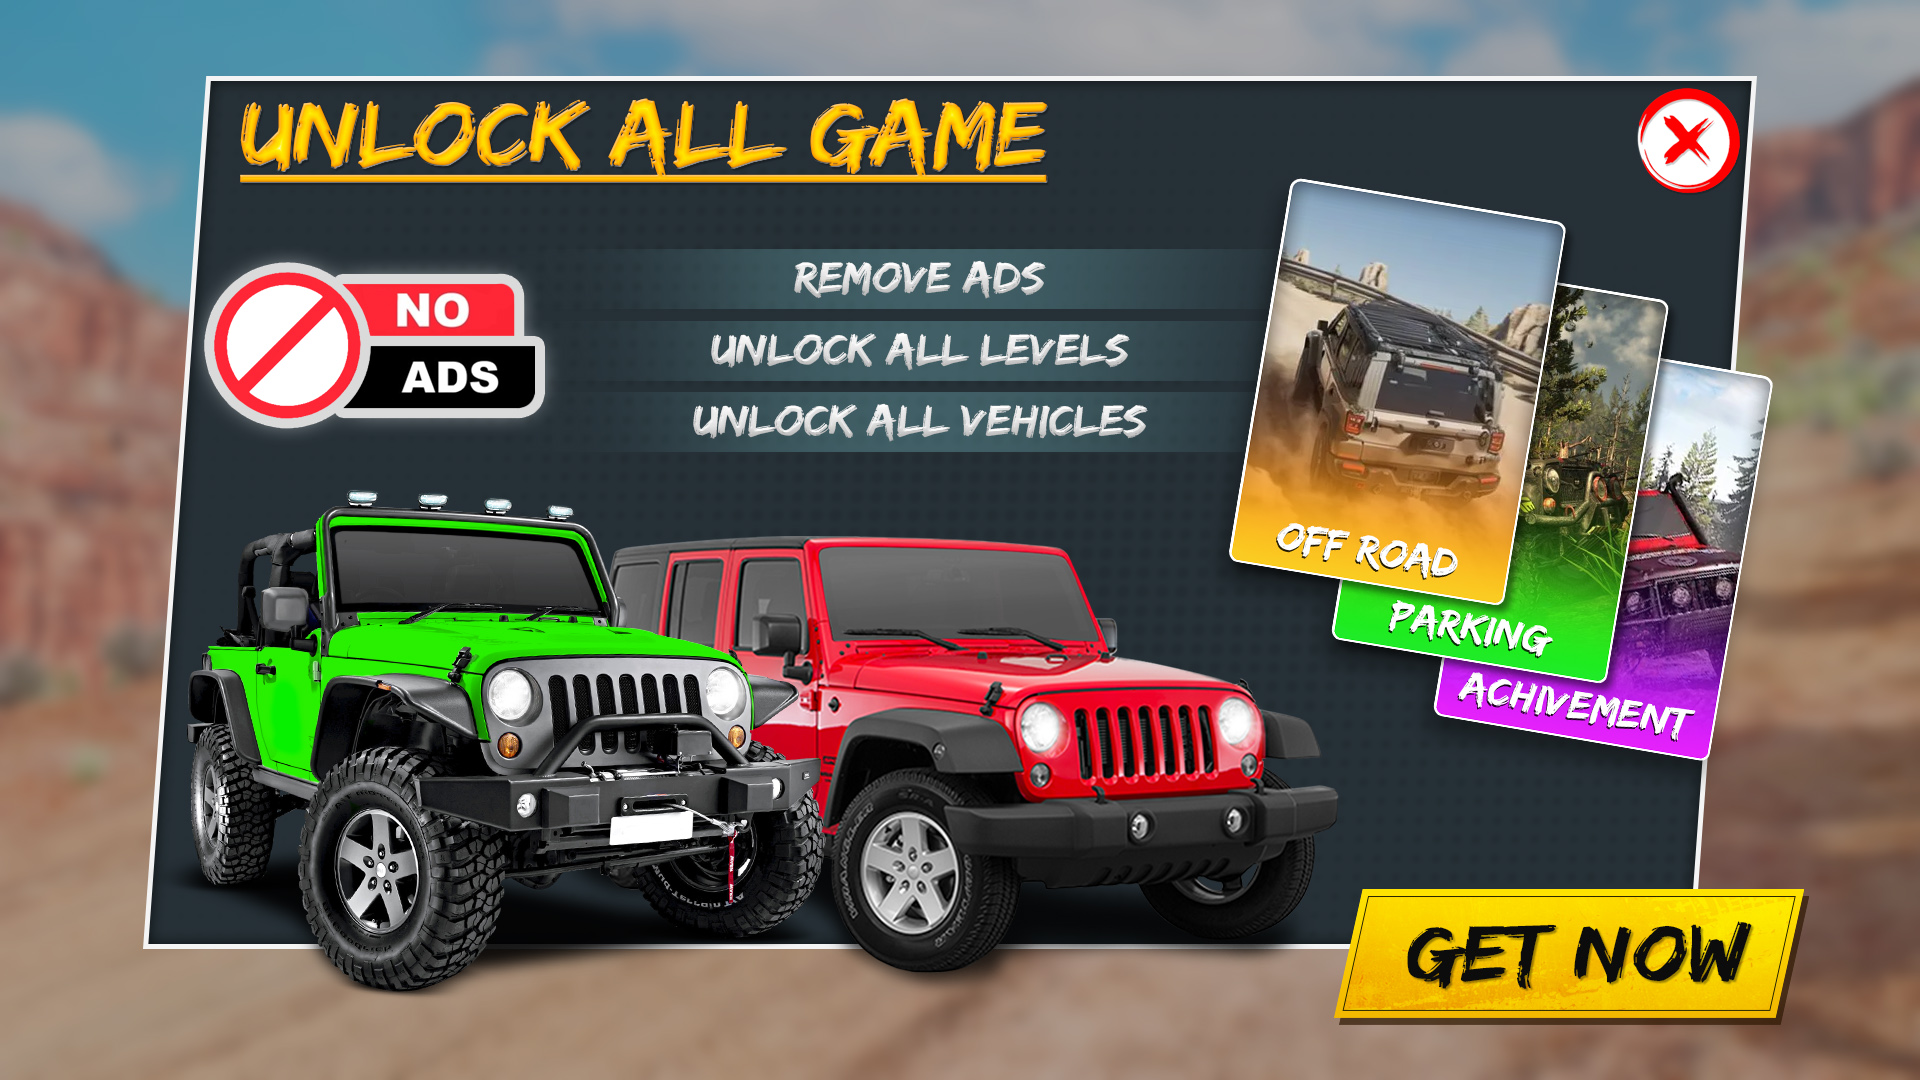 UNLOCK ALL GAME
NO
ADS
REMOVE ADS
UNLOCK ALL LEVELS
UNLOCK ALL VEHICLES
OFF ROAD
PARKING
ACHIVEMENT
GET NOW